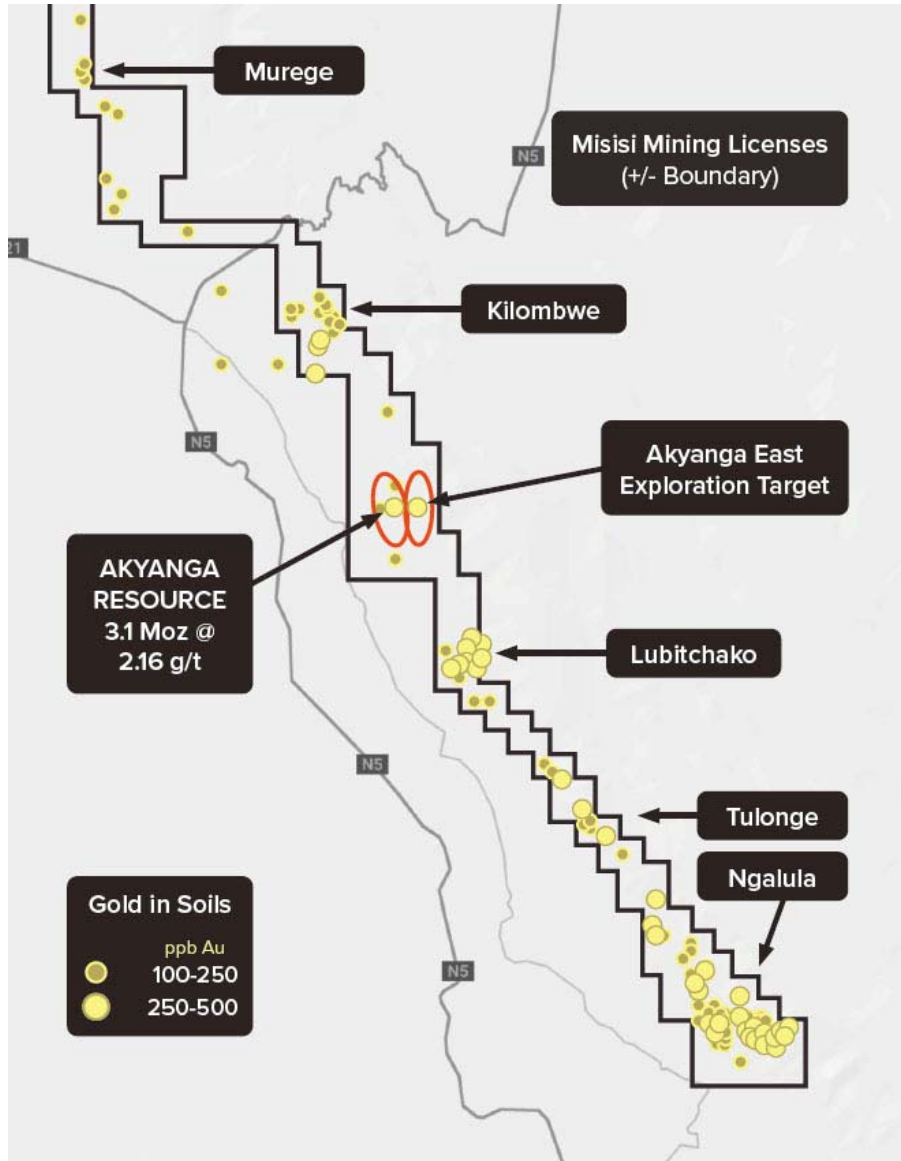 Murege
Misisi Mining Licenses
(+/- Boundary)
N5
21
Kilombwe
N5
Akyanga East
Exploration Target
AKYANGA
RESOURCE
3.1 Moz @
2.16 g/t
Lubitchako
N5
Tulonge
Ngalula
Gold in Soils
ppb Au
100-250
250-500
N5